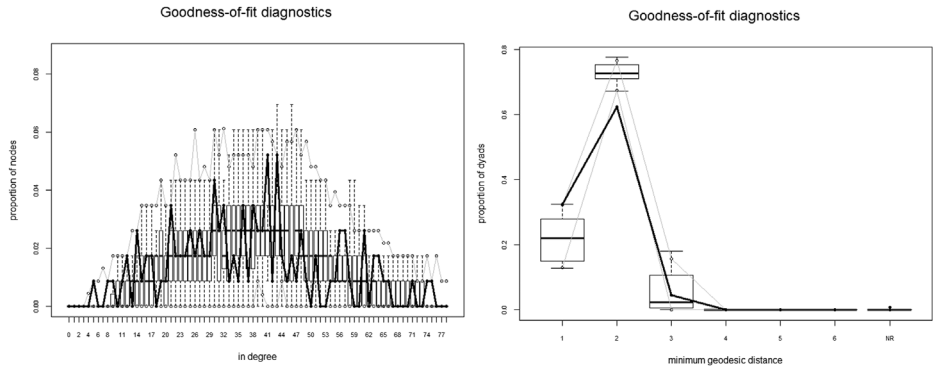 Goodness-of-fit diagnostics
proportion of nodes
0.00 0.02 0.04 0.06 0.08
0 2 4 6 8 11 14 17 20 23 26 29 32 35 38 41 44 47 50 53 56 59 62 65 68 71 74 77
in degree
Goodness-of-fit diagnostics
proportion of dyads
0.0 0.2 0.4 0.6 0.8
1 2 3 4 5 6 NR
minimum geodesic distance